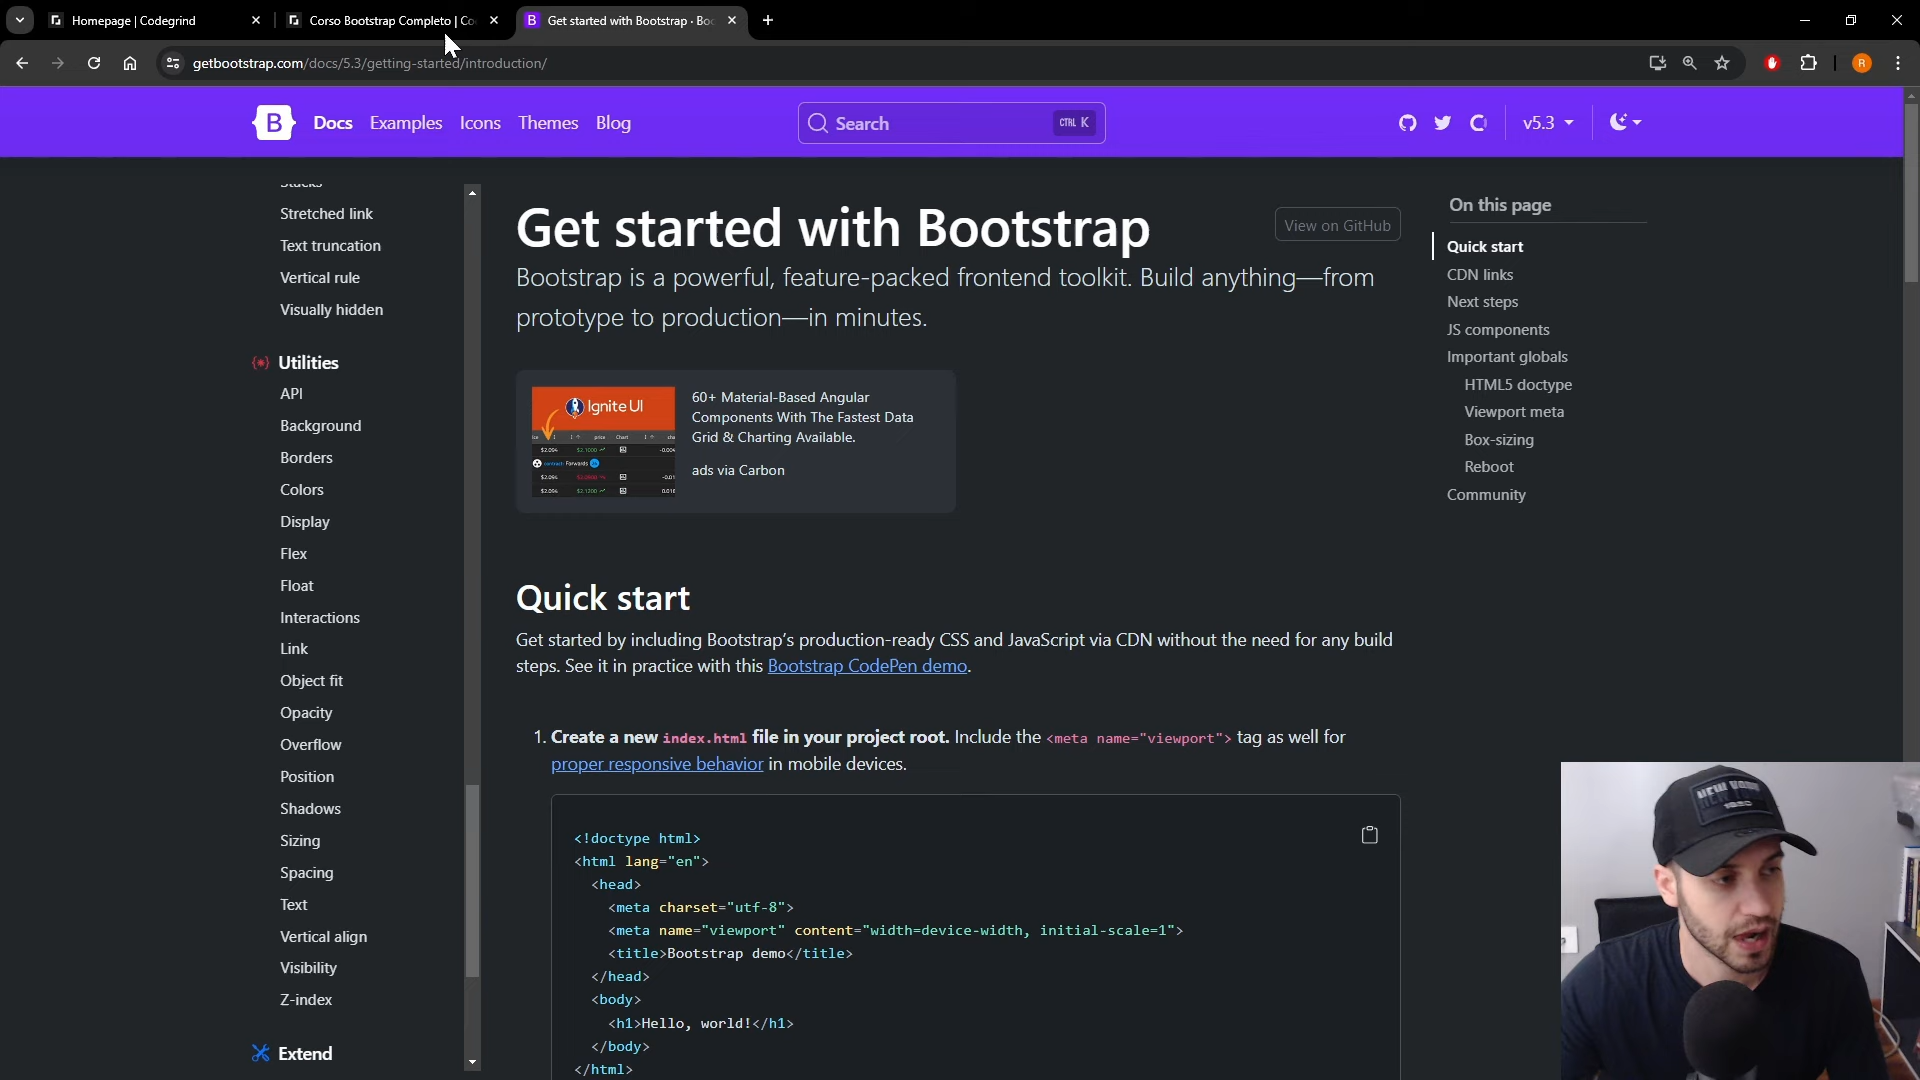 Homepage | Codegrind
Corso Bootstrap Completo | Co
Get started with Bootstrap · Boo
getbootstrap.com/docs/5.3/getting-started/introduction/
R
B
Docs
Examples
Icons
Themes
Blog
Search
CTRL K
v5.3
Stacks
Stretched link
Text truncation
Vertical rule
Visually hidden
Utilities
API
Background
Borders
Colors
Display
Flex
Float
Interactions
Link
Object fit
Opacity
Overflow
Position
Shadows
Sizing
Spacing
Text
Vertical align
Visibility
Z-index
Extend
Get started with Bootstrap
View on GitHub
Bootstrap is a powerful, feature-packed frontend toolkit. Build anything—from
prototype to production—in minutes.
Ignite UI
60+ Material-Based Angular
Components With The Fastest Data
Grid & Charting Available.
ads via Carbon
Quick start
Get started by including Bootstrap’s production-ready CSS and JavaScript via CDN without the need for any build
steps. See it in practice with this Bootstrap CodePen demo.
1. Create a new index.html file in your project root. Include the <meta name="viewport"> tag as well for
proper responsive behavior in mobile devices.
<!doctype html>
<html lang="en">
<head>
<meta charset="utf-8">
<meta name="viewport" content="width=device-width, initial-scale=1">
<title>Bootstrap demo</title>
</head>
<body>
<h1>Hello, world!</h1>
</body>
</html>
On this page
Quick start
CDN links
Next steps
JS components
Important globals
HTML5 doctype
Viewport meta
Box-sizing
Reboot
Community
NEW YORK